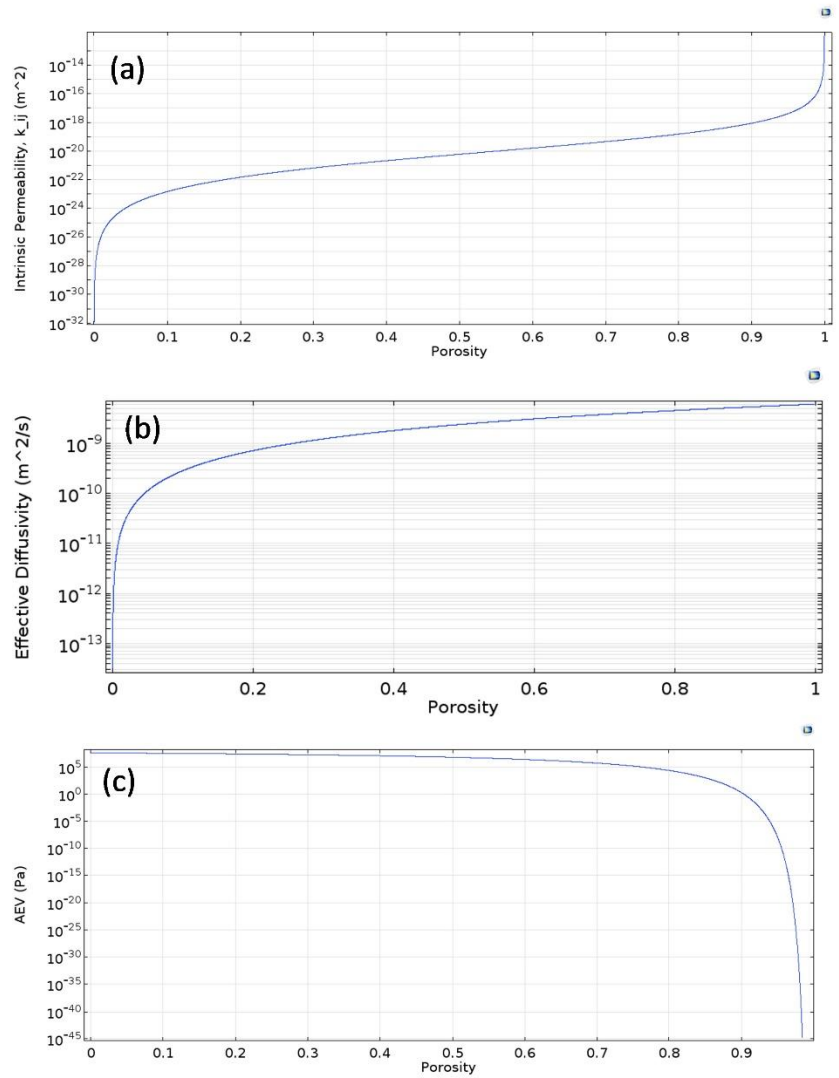 (a)
Intrinsic Permeability, k_ij (m^2)
10^-14
10^-16
10^-18
10^-20
10^-22
10^-24
10^-26
10^-28
10^-30
10^-32
0 0.1 0.2 0.3 0.4 0.5 0.6 0.7 0.8 0.9 1
Porosity
(b)
Effective Diffusivity (m^2/s)
10^-9
10^-10
10^-11
10^-12
10^-13
0 0.2 0.4 0.6 0.8 1
Porosity
(c)
AEV (Pa)
10^5
10^0
10^-5
10^-10
10^-15
10^-20
10^-25
10^-30
10^-35
10^-40
10^-45
0 0.1 0.2 0.3 0.4 0.5 0.6 0.7 0.8 0.9
Porosity